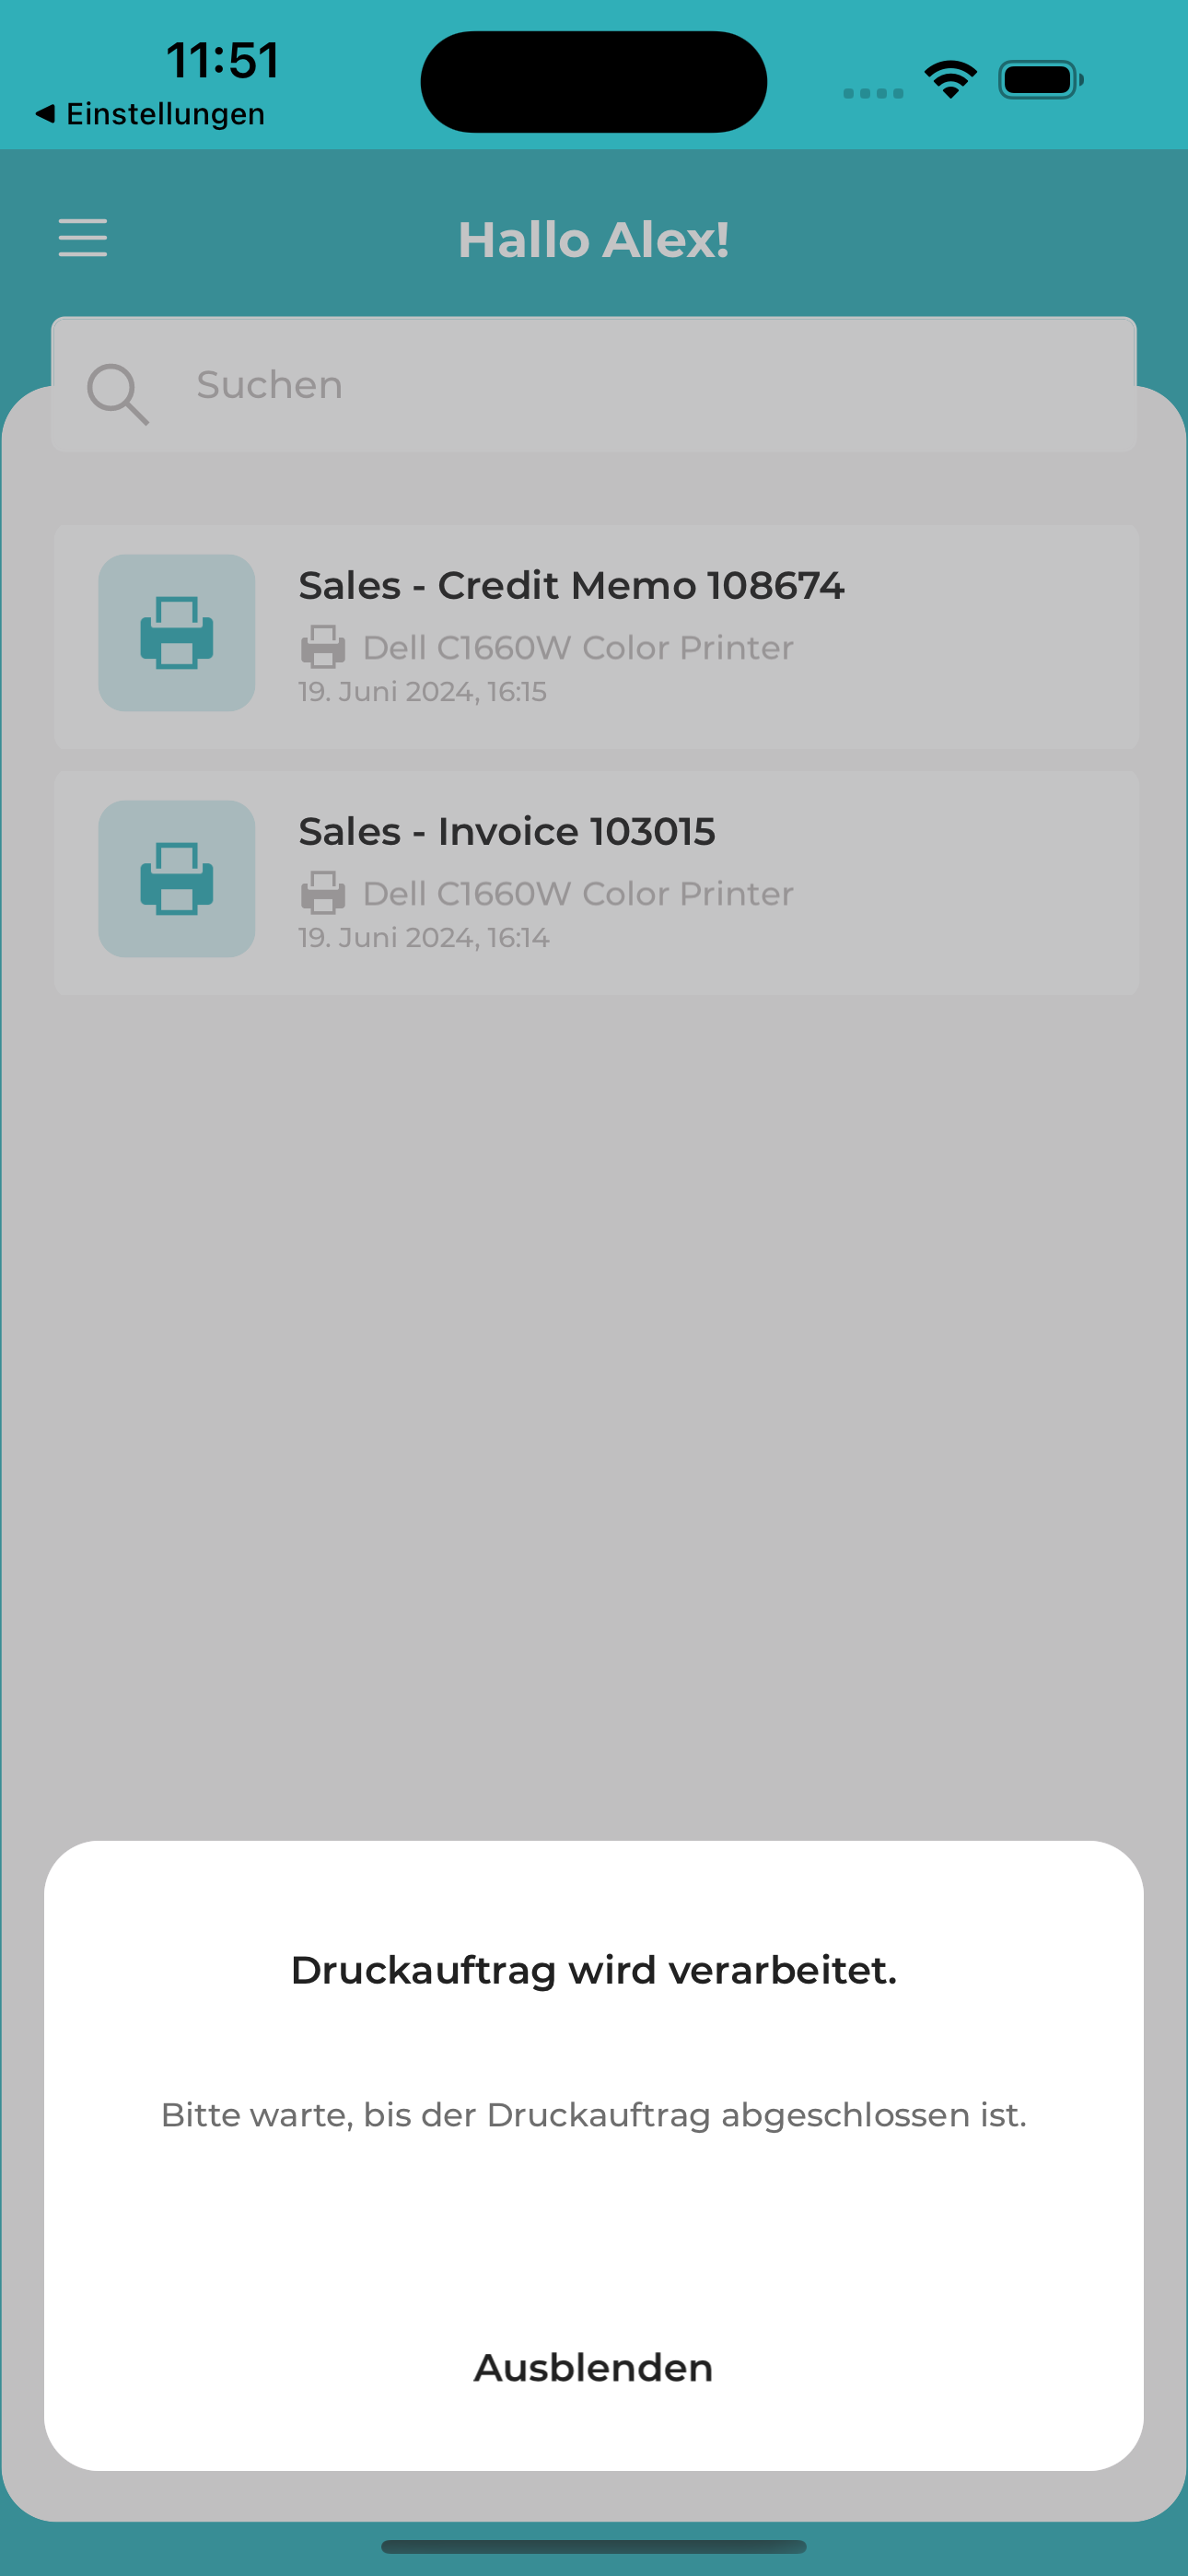 11:51
◀ Einstellungen
Hallo Alex!
Suchen
Sales - Credit Memo 108674
Dell C1660W Color Printer
19. Juni 2024, 16:15
Sales - Invoice 103015
Dell C1660W Color Printer
19. Juni 2024, 16:14
Druckauftrag wird verarbeitet.
Bitte warte, bis der Druckauftrag abgeschlossen ist.
Ausblenden